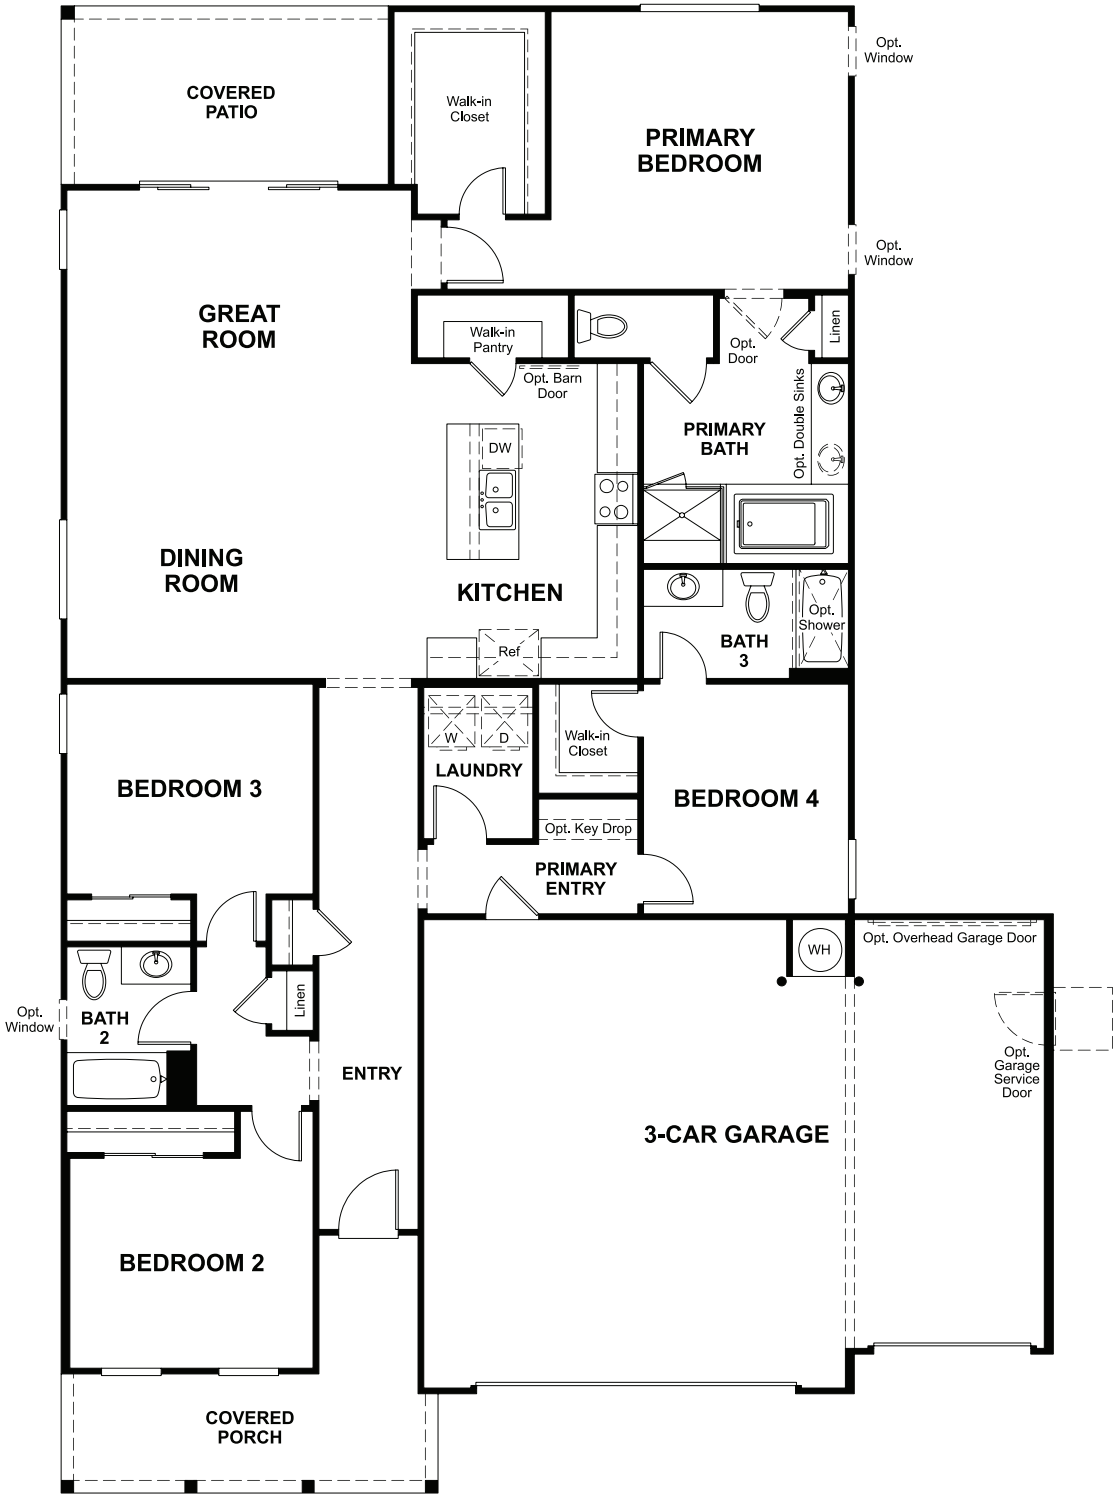 Opt.
Window
COVERED
PATIO
Walk-in
Closet
PRIMARY
BEDROOM
Opt.
Window
GREAT
ROOM
Walk-in
Pantry
Opt.
Door
Linen
Opt. Barn
Door
Opt. Double Sinks
PRIMARY
BATH
DW
DINING
ROOM
KITCHEN
Opt.
Shower
BATH
3
Ref
W
D
LAUNDRY
Walk-in
Closet
BEDROOM 3
BEDROOM 4
Opt. Key Drop
PRIMARY
ENTRY
Opt. Overhead Garage Door
WH
Opt.
Window
BATH
2
Linen
Opt.
Garage
Service
Door
ENTRY
3-CAR GARAGE
BEDROOM 2
COVERED
PORCH